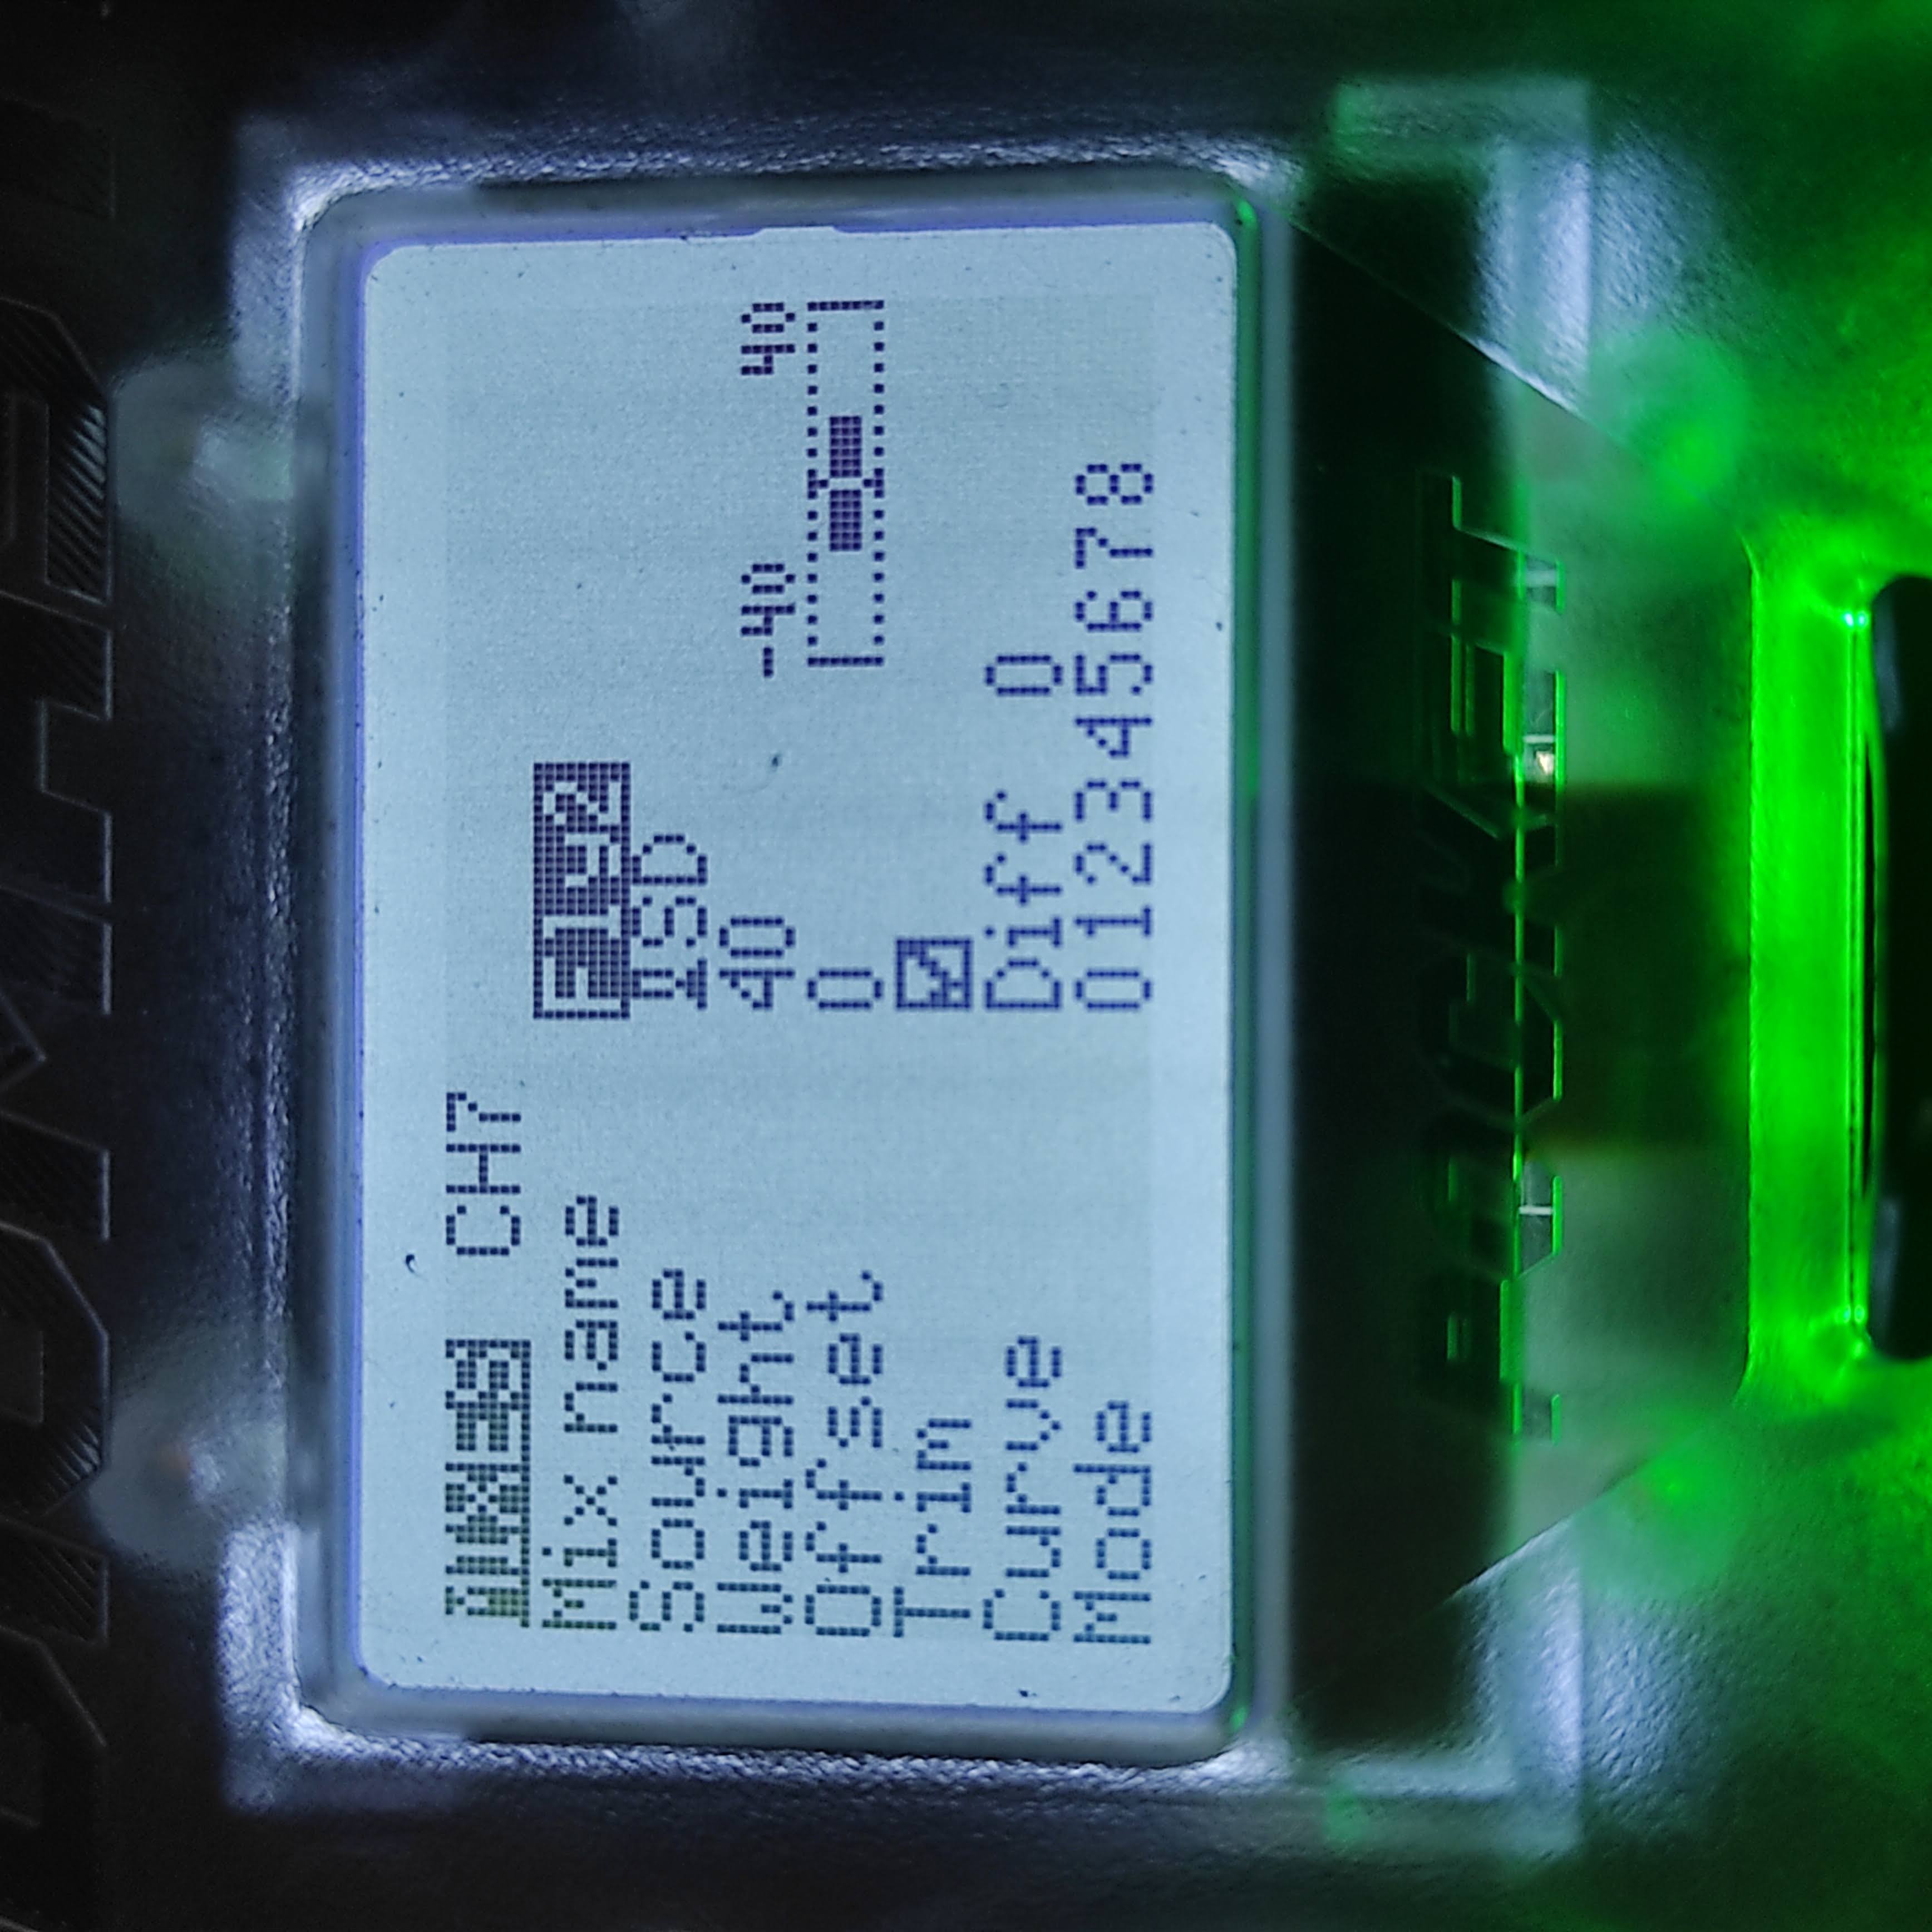 MIXES CH7
Mix name Fly2
Source SD
Weight 40 -40 40
Offset 0
Trim
Curve Diff 0
Mode 012345678
POCKET